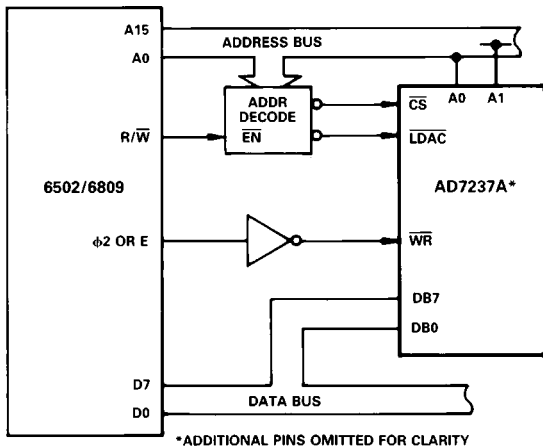 A15
ADDRESS BUS
A0
ADDR
DECODE
EN
A0 A1
CS
LDAC
R/W
6502/6809
AD7237A*
φ2 OR E
WR
DB7
DB0
D7
DATA BUS
D0
*ADDITIONAL PINS OMITTED FOR CLARITY